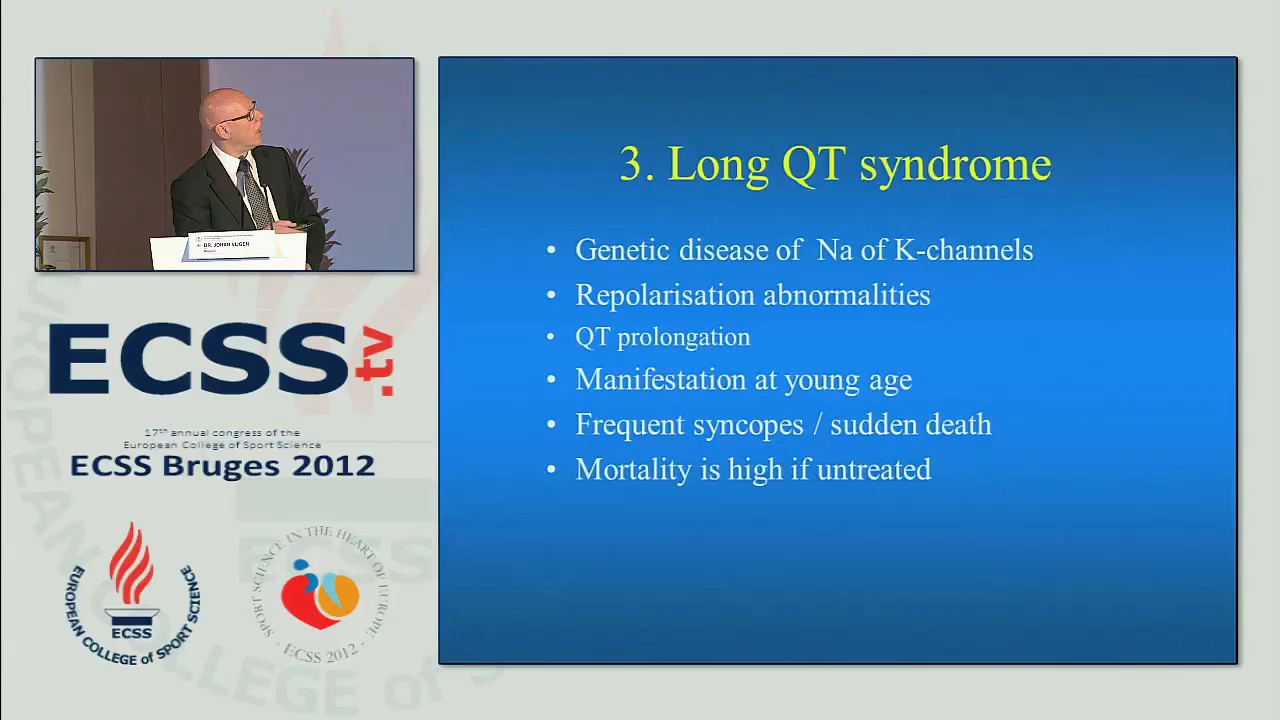 DR. JOHAN VIJGEN
ECSS.tv
17th annual congress of the
European College of Sport Science
ECSS Bruges 2012
EUROPEAN COLLEGE of SPORT SCIENCE
ECSS
SPORT SCIENCE IN THE HEART OF EUROPE
- ECSS 2012 -
3. Long QT syndrome
• Genetic disease of Na of K-channels
• Repolarisation abnormalities
• QT prolongation
• Manifestation at young age
• Frequent syncopes / sudden death
• Mortality is high if untreated